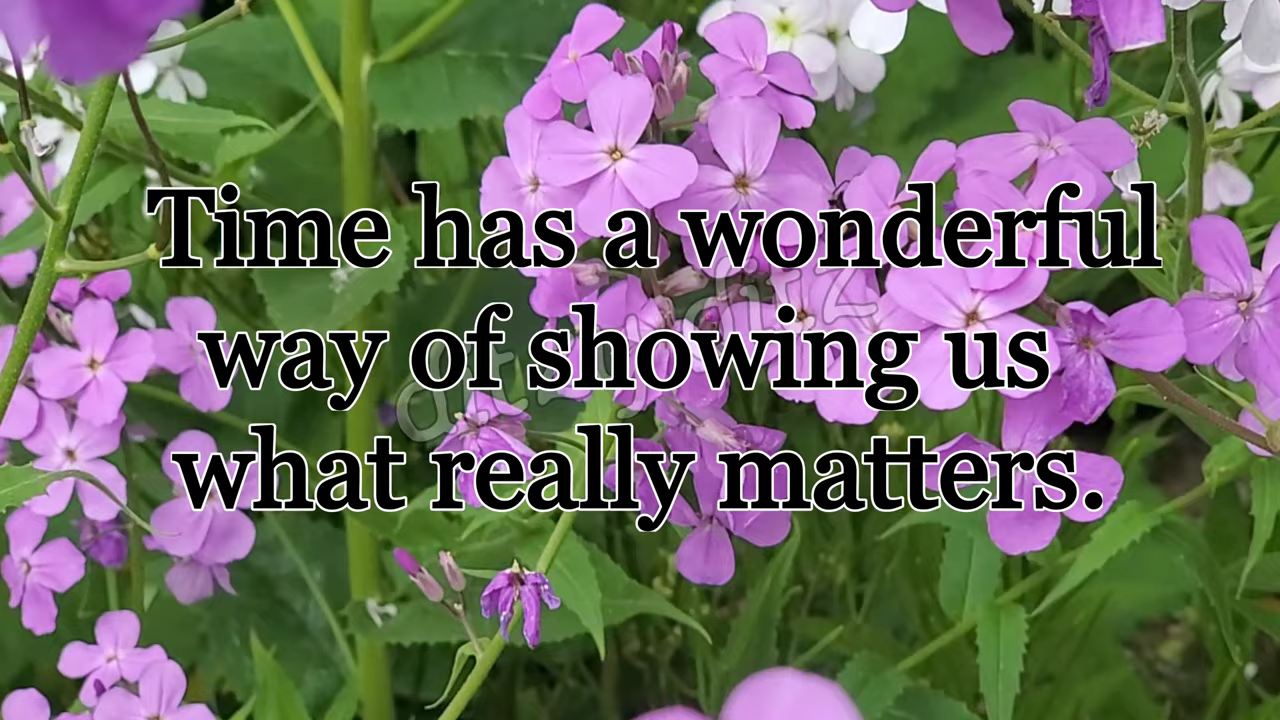 Time has a wonderful
way of showing us
what really matters.